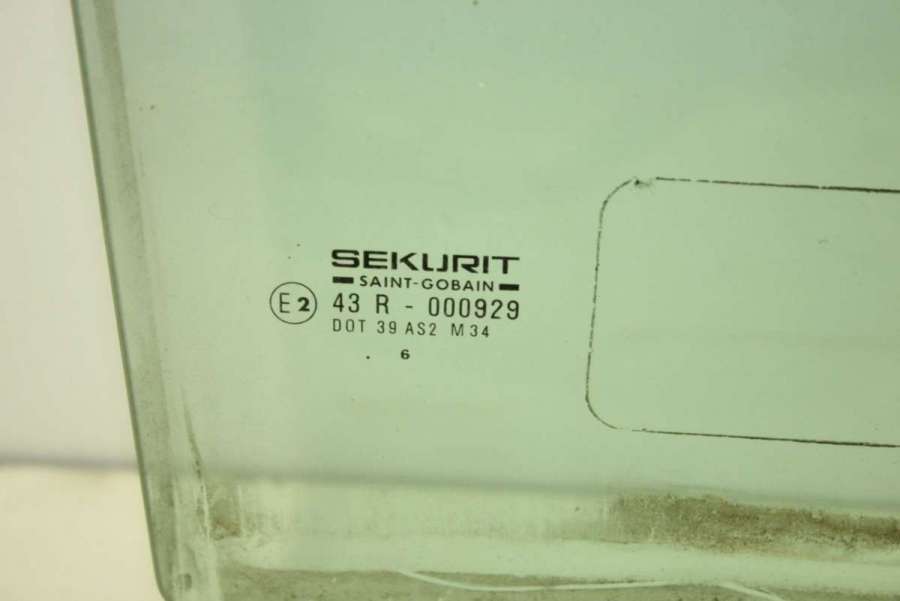 SEKURIT
SAINT-GOBAIN
E2 43 R - 000929
DOT 39 AS2 M34
. 6